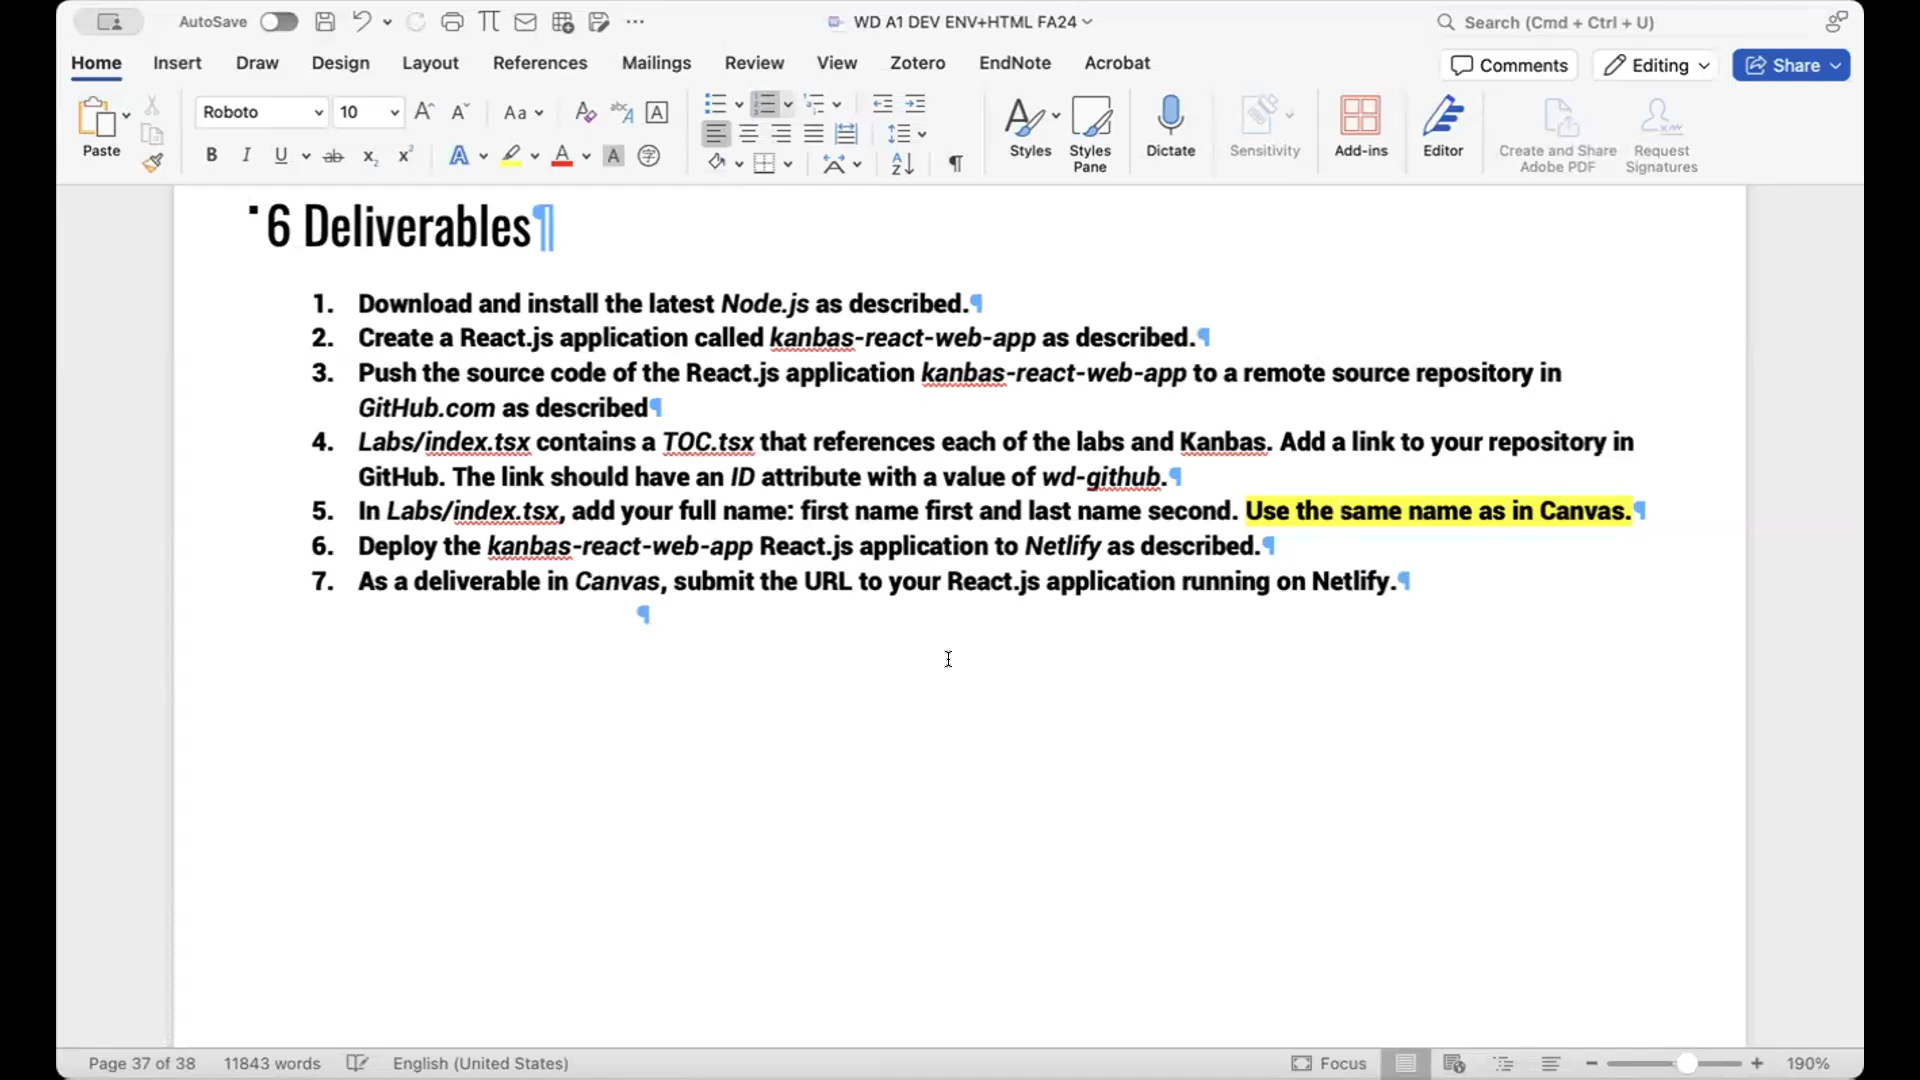 AutoSave
WD A1 DEV ENV+HTML FA24
Search (Cmd + Ctrl + U)
Home Insert Draw Design Layout References Mailings Review View Zotero EndNote Acrobat
Comments Editing Share
Paste
Roboto 10
Styles
Styles Pane
Dictate
Sensitivity
Add-ins
Editor
Create and Share Adobe PDF
Request Signatures
6 Deliverables¶
1. Download and install the latest Node.js as described.¶
2. Create a React.js application called kanbas-react-web-app as described.¶
3. Push the source code of the React.js application kanbas-react-web-app to a remote source repository in
GitHub.com as described¶
4. Labs/index.tsx contains a TOC.tsx that references each of the labs and Kanbas. Add a link to your repository in
GitHub. The link should have an ID attribute with a value of wd-github.¶
5. In Labs/index.tsx, add your full name: first name first and last name second. Use the same name as in Canvas.¶
6. Deploy the kanbas-react-web-app React.js application to Netlify as described.¶
7. As a deliverable in Canvas, submit the URL to your React.js application running on Netlify.¶
¶
Page 37 of 38 11843 words English (United States) Focus 190%